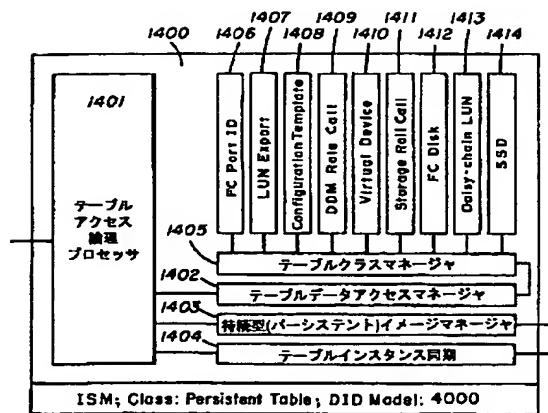 1407 1409 1411 1413
1400 1406 1408 1410 1412 1414
1401
テーブル
アクセス
論理
プロセッサ
FC Port ID
LUN Export
Configuration Template
DDM Role Call
Virtual Device
Storage Roll Call
FC Disk
Daisy-chain LUN
SSD
1405
テーブルクラスマネージャ
1402
テーブルデータアクセスマネージャ
1403
持続型(パーシステント)イメージマネージャ
1404
テーブルインスタンス同期
ISM; Class: Persistent Table; DID Model: 4000